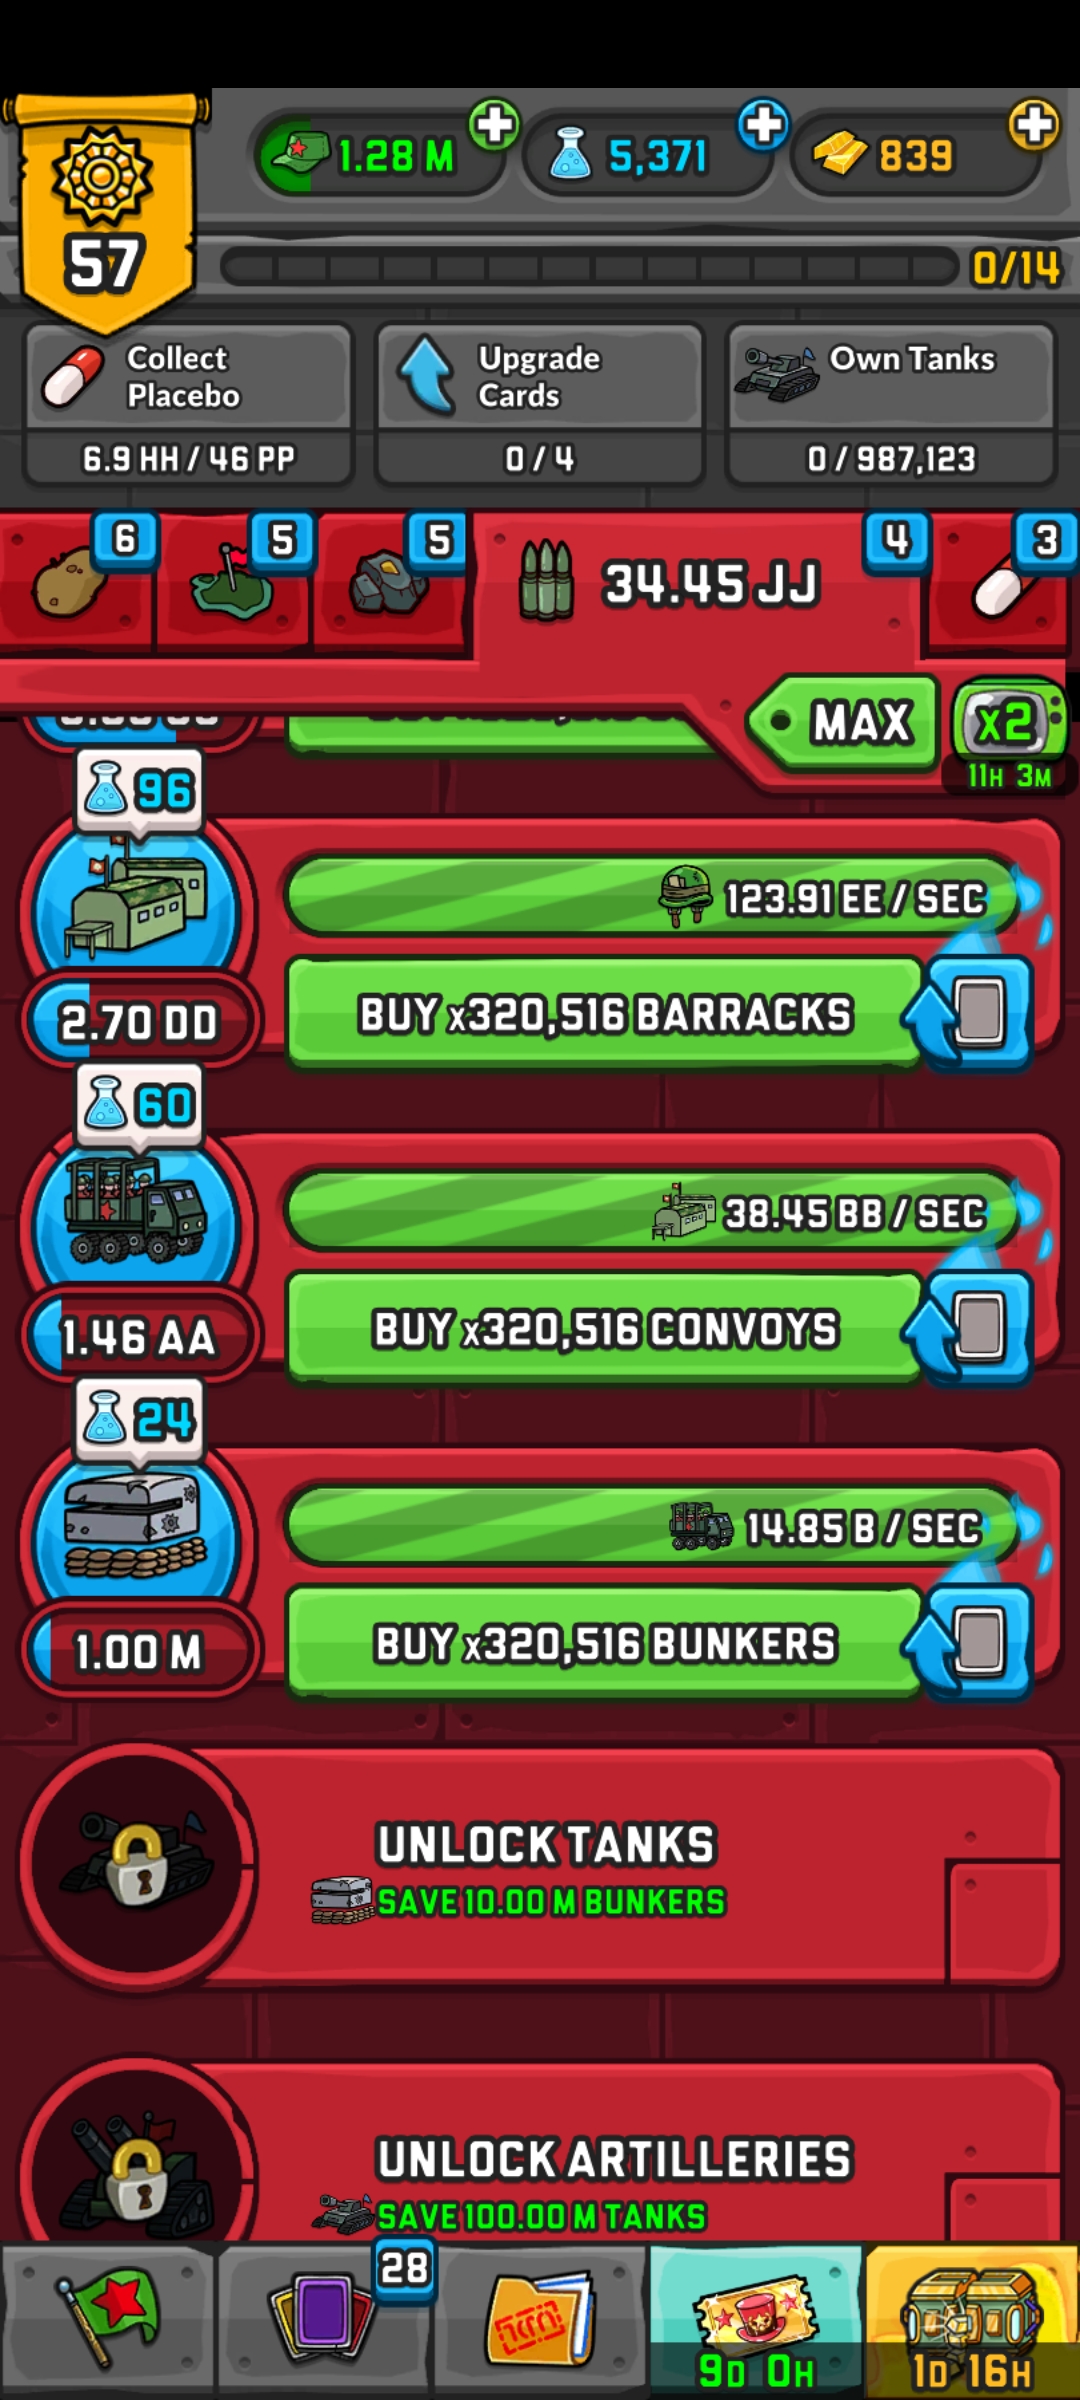 1.28 M
5,371
839
57
0/14
Collect
Placebo
6.9 HH / 46 PP
Upgrade
Cards
0 / 4
Own Tanks
0 / 987,123
6
5
5
34.45 JJ
4
3
MAX
x2
11H 3M
96
123.91 EE / SEC
BUY x320,516 BARRACKS
2.70 DD
60
38.45 BB / SEC
BUY x320,516 CONVOYS
1.46 AA
24
14.85 B / SEC
BUY x320,516 BUNKERS
1.00 M
UNLOCK TANKS
SAVE 10.00 M BUNKERS
UNLOCK ARTILLERIES
SAVE 100.00 M TANKS
28
9D 0H
1D 16H